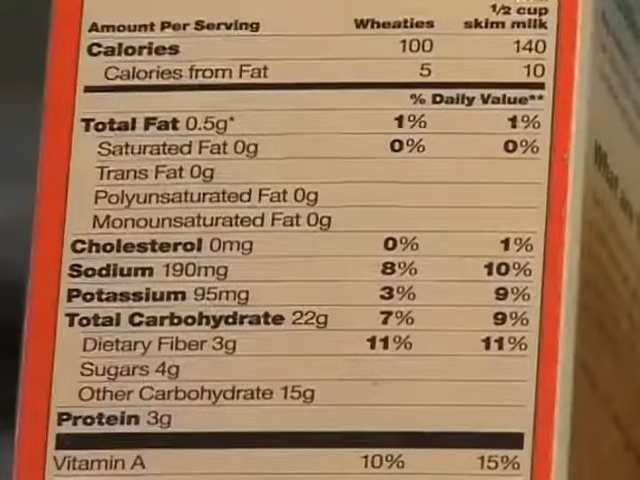 1/2 cup
Amount Per Serving Wheaties skim milk
Calories 100 140
Calories from Fat 5 10
% Daily Value**
Total Fat 0.5g* 1% 1%
Saturated Fat 0g 0% 0%
Trans Fat 0g
Polyunsaturated Fat 0g
Monounsaturated Fat 0g
Cholesterol 0mg 0% 1%
Sodium 190mg 8% 10%
Potassium 95mg 3% 9%
Total Carbohydrate 22g 7% 9%
Dietary Fiber 3g 11% 11%
Sugars 4g
Other Carbohydrate 15g
Protein 3g
Vitamin A 10% 15%
What